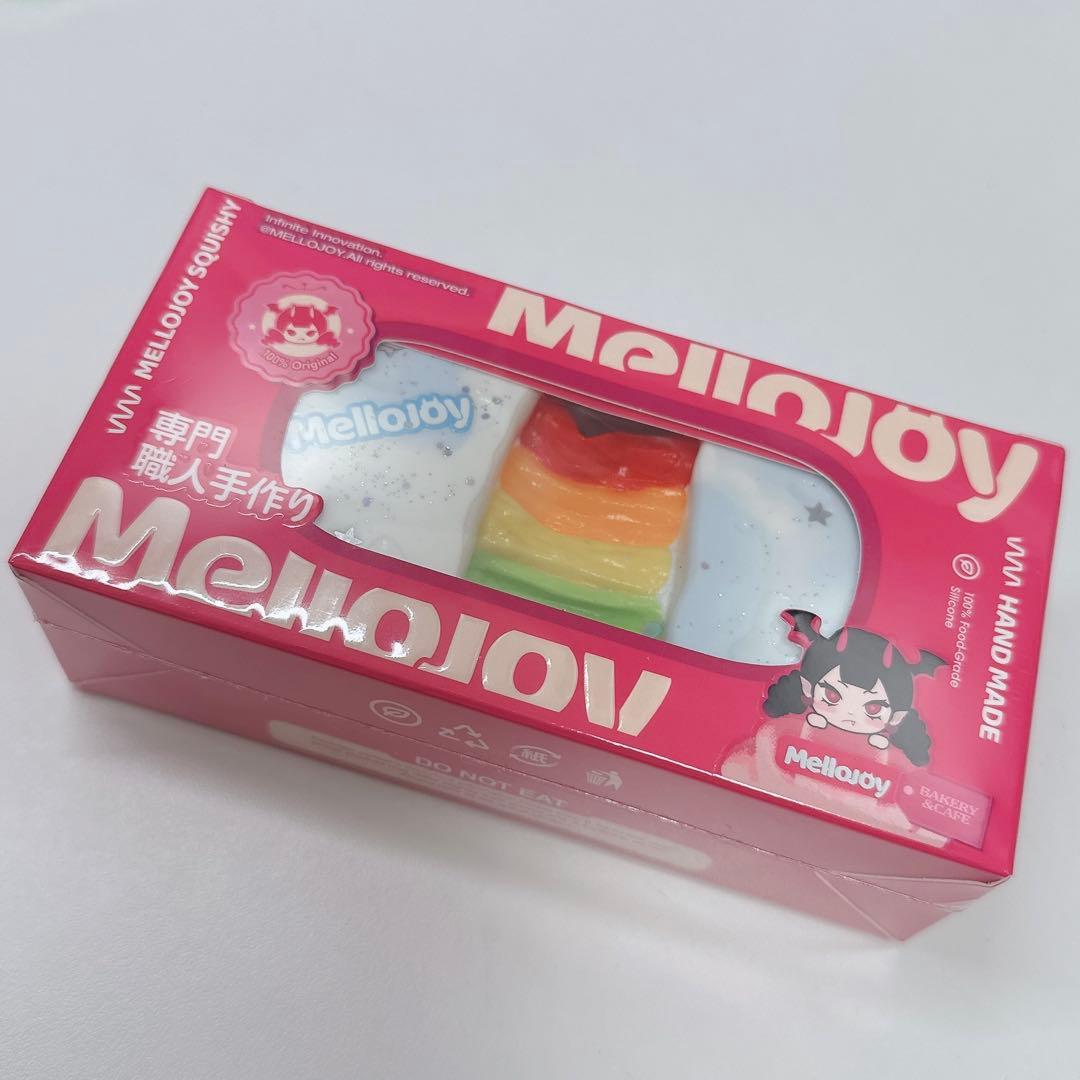 MELLOJOY SQUISHY
Infinite Innovation.
@MELLOJOY.All rights reserved.
100% Original
Mellojoy
Mellojoy
専門
職人手作り
Mellojoy
HAND MADE
100% Food-Grade
Silicone
Mellojoy
BAKERY
&CAFE
DO NOT EAT